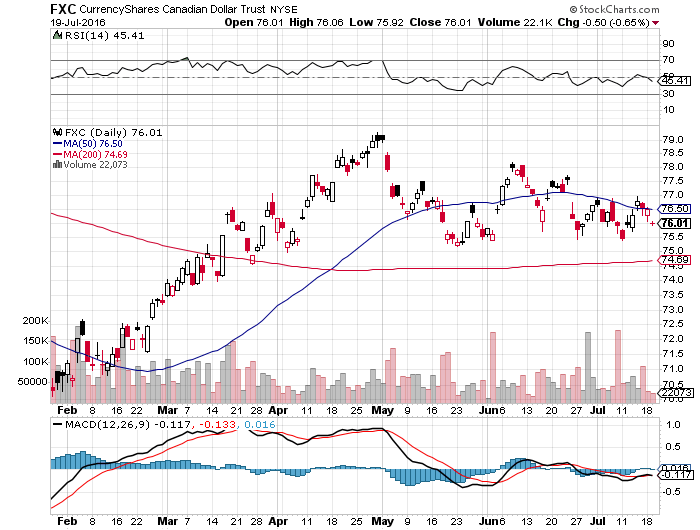 FXC CurrencyShares Canadian Dollar Trust NYSE © StockCharts.com
19-Jul-2016 Open 76.01 High 76.06 Low 75.92 Close 76.01 Volume 22.1K Chg -0.50 (-0.65%)
RSI(14) 45.41
90
70
50
45.41
30
10
FXC (Daily) 76.01
MA(50) 76.50
MA(200) 74.69
Volume 22,073
79.0
78.5
78.0
77.5
77.0
76.50
76.01
75.5
75.0
74.69
74.5
74.0
73.5
73.0
72.5
72.0
71.5
71.0
70.5
70.0
200K
150K
100K
50000
22073
Feb 8 16 22 Mar 7 14 21 28 Apr 11 18 25 May 9 16 23 Jun 6 13 20 27 Jul 11 18
MACD(12,26,9) -0.117, -0.133, 0.016
1.0
0.5
0.016
-0.117
-0.5
Feb 8 16 22 Mar 7 14 21 28 Apr 11 18 25 May 9 16 23 Jun 6 13 20 27 Jul 11 18